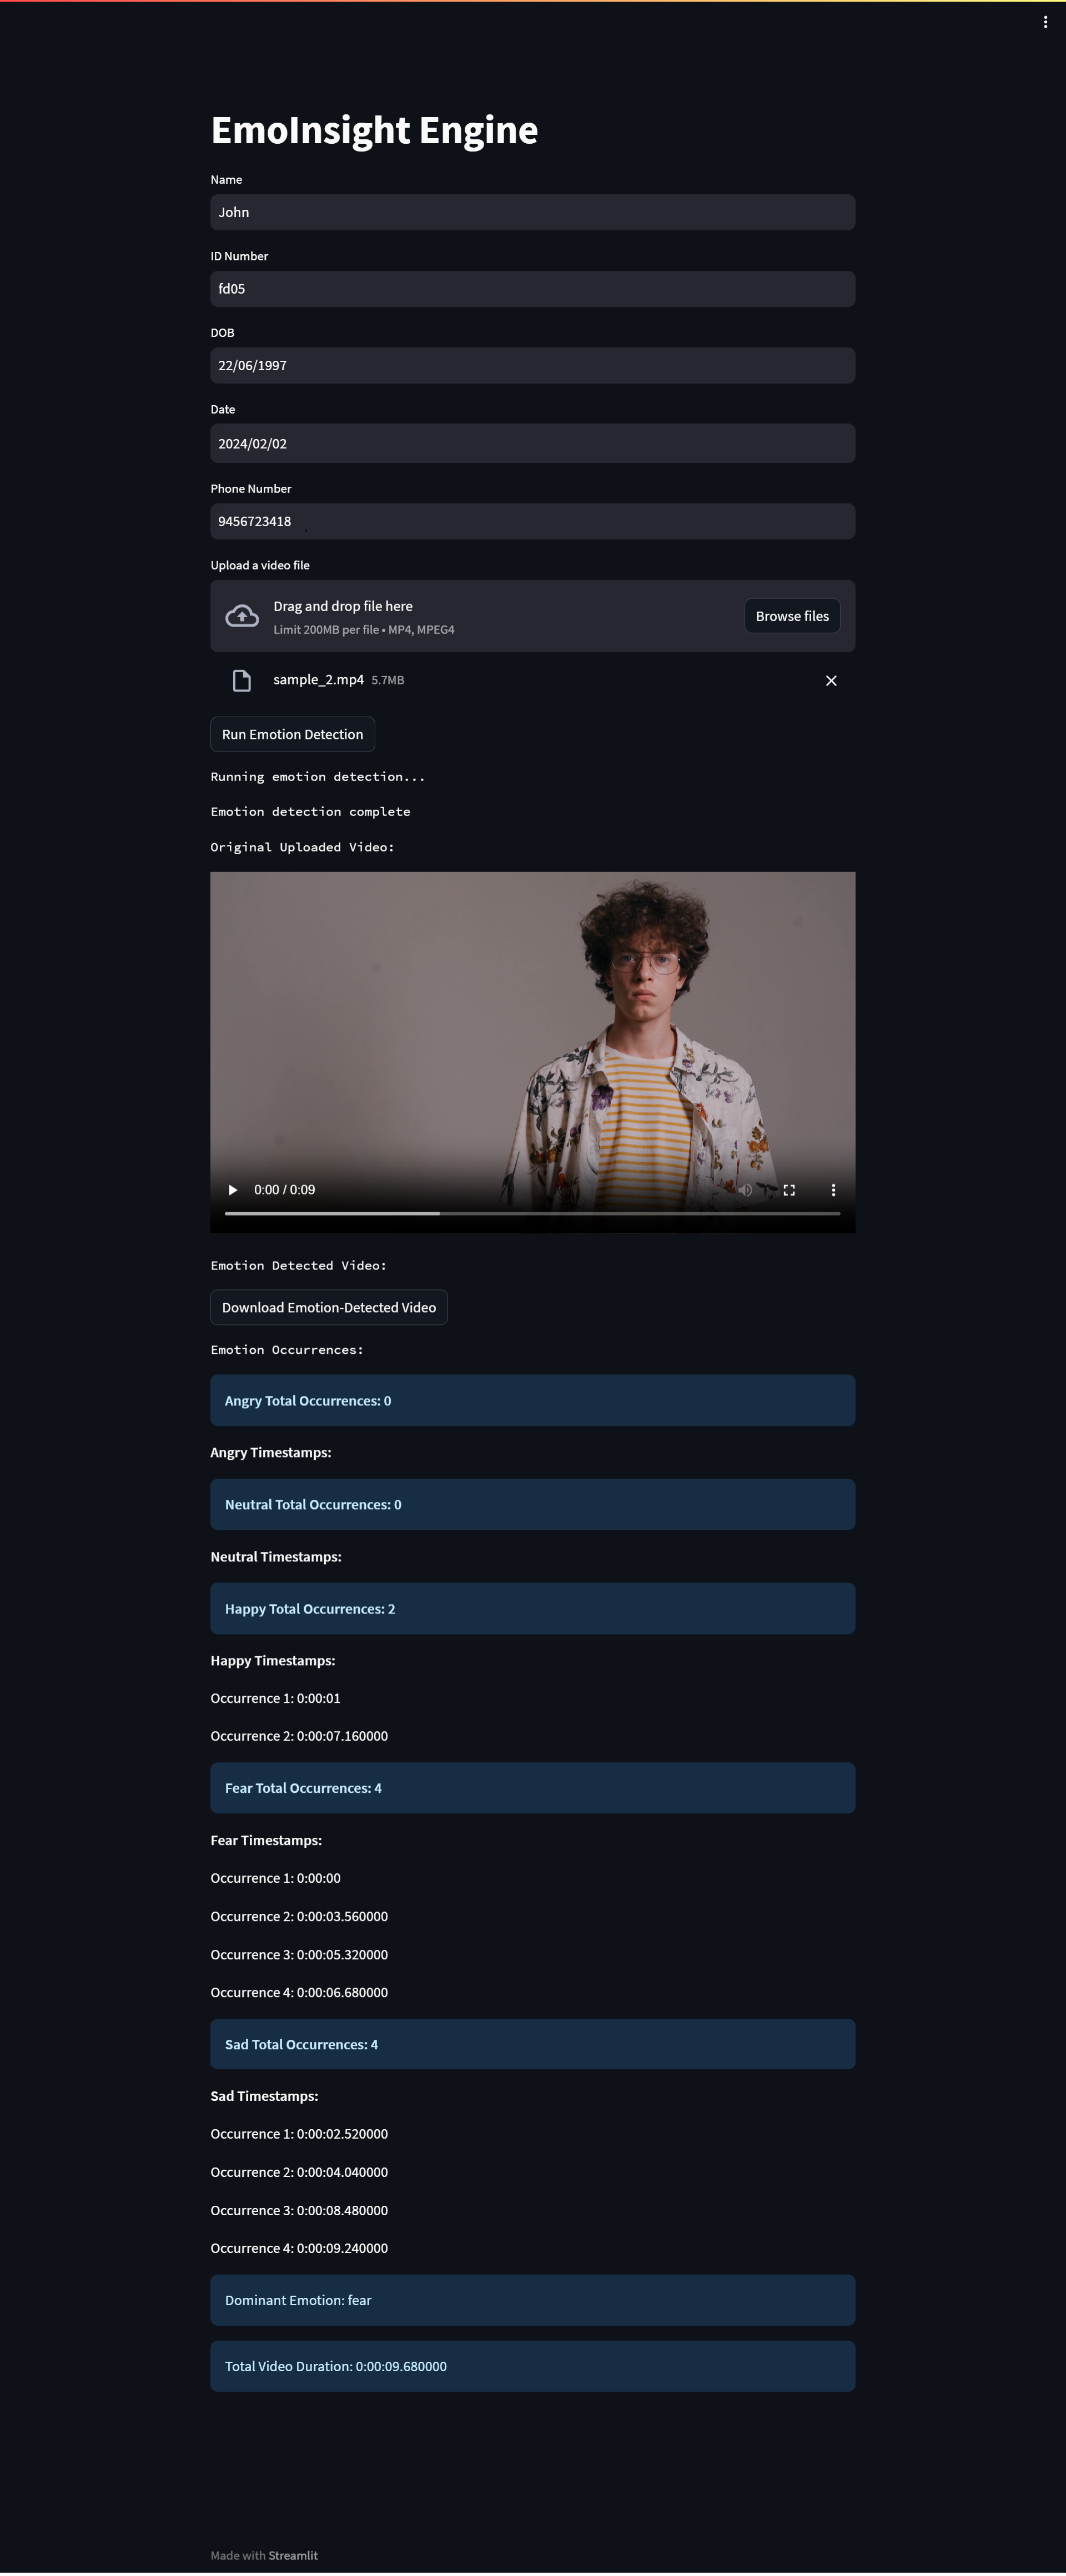 EmoInsight Engine
Name
John
ID Number
fd05
DOB
22/06/1997
Date
2024/02/02
Phone Number
9456723418
Upload a video file
Drag and drop file here
Limit 200MB per file • MP4, MPEG4
Browse files
sample_2.mp4 5.7MB
Run Emotion Detection
Running emotion detection...
Emotion detection complete
Original Uploaded Video:
0:00 / 0:09
Emotion Detected Video:
Download Emotion-Detected Video
Emotion Occurrences:
Angry Total Occurrences: 0
Angry Timestamps:
Neutral Total Occurrences: 0
Neutral Timestamps:
Happy Total Occurrences: 2
Happy Timestamps:
Occurrence 1: 0:00:01
Occurrence 2: 0:00:07.160000
Fear Total Occurrences: 4
Fear Timestamps:
Occurrence 1: 0:00:00
Occurrence 2: 0:00:03.560000
Occurrence 3: 0:00:05.320000
Occurrence 4: 0:00:06.680000
Sad Total Occurrences: 4
Sad Timestamps:
Occurrence 1: 0:00:02.520000
Occurrence 2: 0:00:04.040000
Occurrence 3: 0:00:08.480000
Occurrence 4: 0:00:09.240000
Dominant Emotion: fear
Total Video Duration: 0:00:09.680000
Made with Streamlit